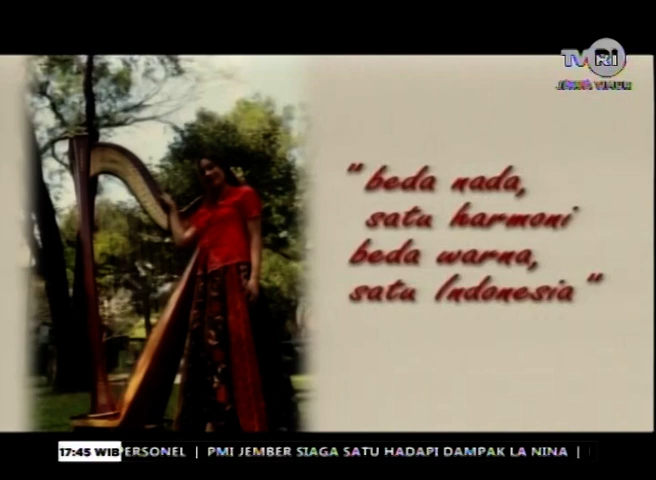 TVRI
JAWA TIMUR
" beda nada,
satu harmoni
beda warna,
satu Indonesia "
17:45 WIB
PERSONEL | PMI JEMBER SIAGA SATU HADAPI DAMPAK LA NINA |